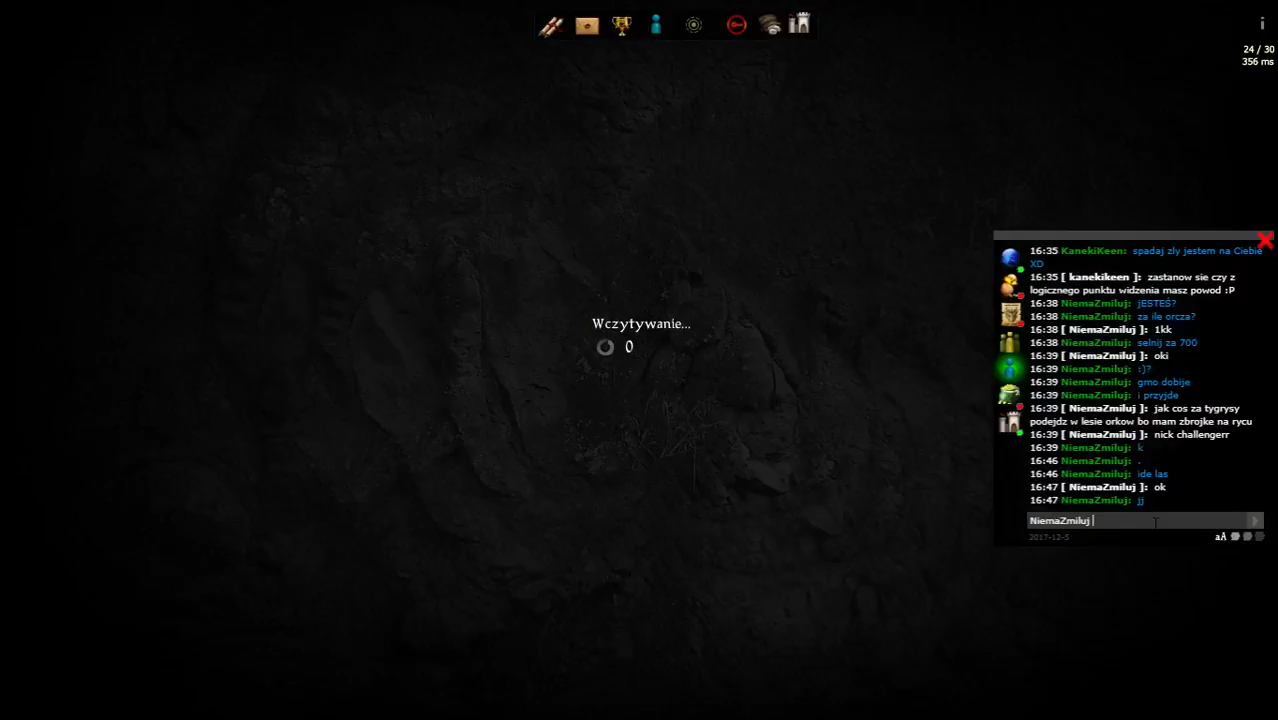 24 / 30
356 ms
Wczytywanie...
0
16:35 KanekiKeen: spadaj zly jestem na Ciebie
XD
16:35 [ kanekikeen ]: zastanow sie czy z
logicznego punktu widzenia masz powod :P
16:38 NiemaZmiluj: jESTEŚ?
16:38 NiemaZmiluj: za ile orcza?
16:38 [ NiemaZmiluj ]: 1kk
16:38 NiemaZmiluj: selnij za 700
16:39 [ NiemaZmiluj ]: oki
16:39 NiemaZmiluj: :)?
16:39 NiemaZmiluj: gmo dobije
16:39 NiemaZmiluj: i przyjde
16:39 [ NiemaZmiluj ]: jak cos za tygrysy
podejdz w lesie orkow bo mam zbrojke na rycu
16:39 [ NiemaZmiluj ]: nick challengerr
16:39 NiemaZmiluj: k
16:46 NiemaZmiluj: .
16:46 NiemaZmiluj: ide las
16:47 [ NiemaZmiluj ]: ok
16:47 NiemaZmiluj: jj
NiemaZmiluj
2017-12-5
aA